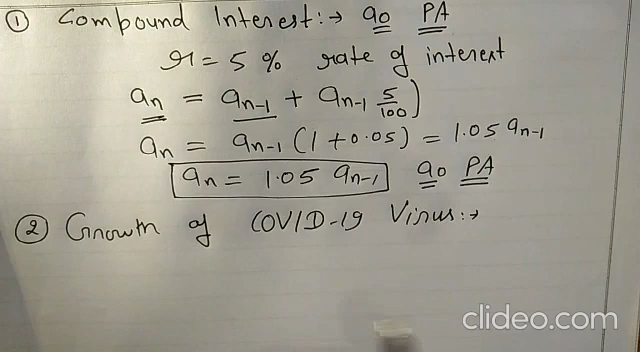 ① Compound Interest:→ a₀ PA
r = 5 % rate of interest
aₙ = aₙ₋₁ + aₙ₋₁ 5/100)
aₙ = aₙ₋₁ (1 + 0.05) = 1.05 aₙ₋₁
aₙ = 1.05 aₙ₋₁ a₀ PA
② Growth of COVID-19 Virus:→
clideo.com